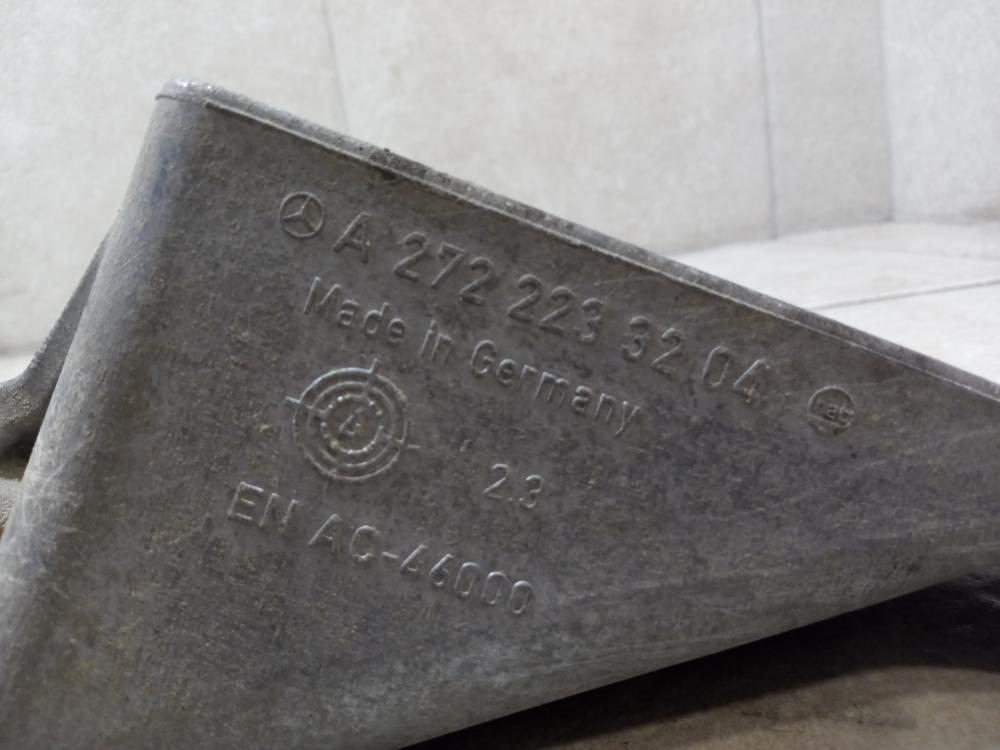 A 272 223 32 04
Made in Germany
2.3
EN AC-46000